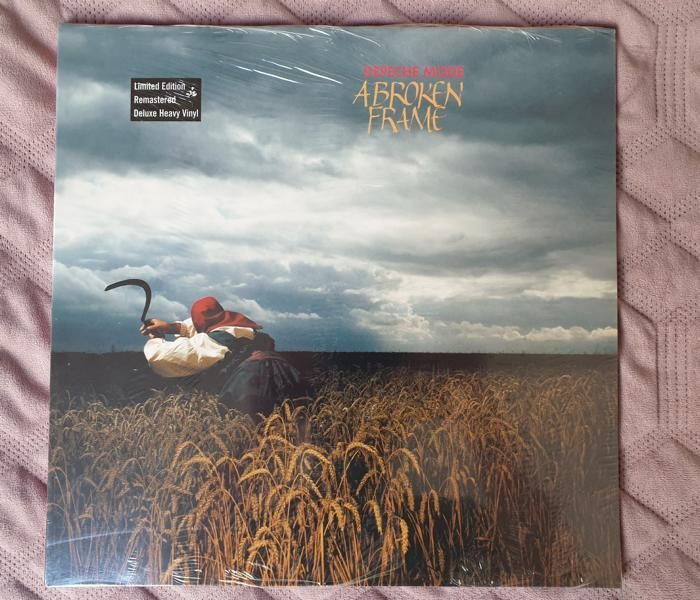 DEPECHE MODE
A BROKEN
FRAME
Limited Edition
Remastered
Deluxe Heavy Vinyl